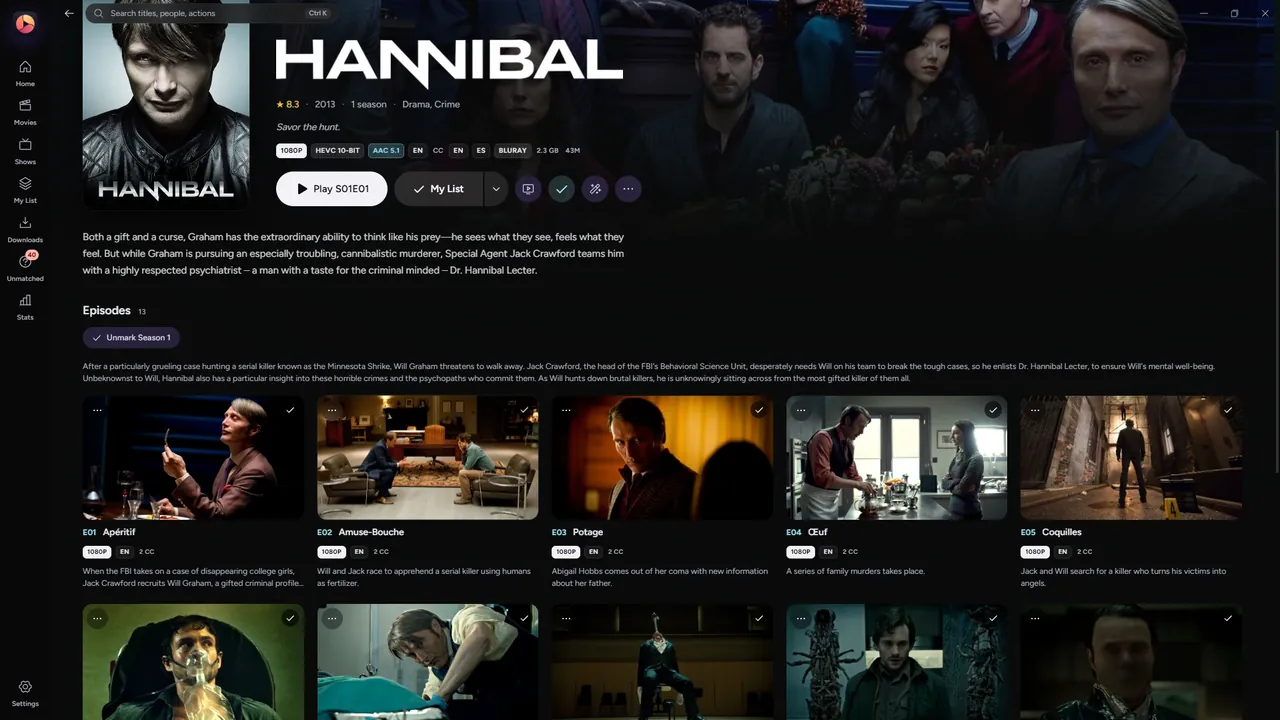 Search titles, people, actions
Ctrl K
Home
Movies
Shows
My List
Downloads
40
Unmatched
Stats
Settings
HANNIBAL
HANNIBAL
★ 8.3 · 2013 · 1 season · Drama, Crime
Savor the hunt.
1080P HEVC 10-BIT AAC 5.1 EN CC EN ES BLURAY 2.3 GB 43M
Play S01E01
My List
Both a gift and a curse, Graham has the extraordinary ability to think like his prey—he sees what they see, feels what they
feel. But while Graham is pursuing an especially troubling, cannibalistic murderer, Special Agent Jack Crawford teams him
with a highly respected psychiatrist – a man with a taste for the criminal minded – Dr. Hannibal Lecter.
Episodes 13
Unmark Season 1
After a particularly grueling case hunting a serial killer known as the Minnesota Shrike, Will Graham threatens to walk away. Jack Crawford, the head of the FBI's Behavioral Science Unit, desperately needs Will on his team to break the tough cases, so he enlists Dr. Hannibal Lecter, to ensure Will's mental well-being.
Unbeknownst to Will, Hannibal also has a particular insight into these horrible crimes and the psychopaths who commit them. As Will hunts down brutal killers, he is unknowingly sitting across from the most gifted killer of them all.
E01 Apéritif
1080P EN 2 CC
When the FBI takes on a case of disappearing college girls,
Jack Crawford recruits Will Graham, a gifted criminal profile...
E02 Amuse-Bouche
1080P EN 2 CC
Will and Jack race to apprehend a serial killer using humans
as fertilizer.
E03 Potage
1080P EN 2 CC
Abigail Hobbs comes out of her coma with new information
about her father.
E04 Œuf
1080P EN 2 CC
A series of family murders takes place.
E05 Coquilles
1080P EN 2 CC
Jack and Will search for a killer who turns his victims into
angels.